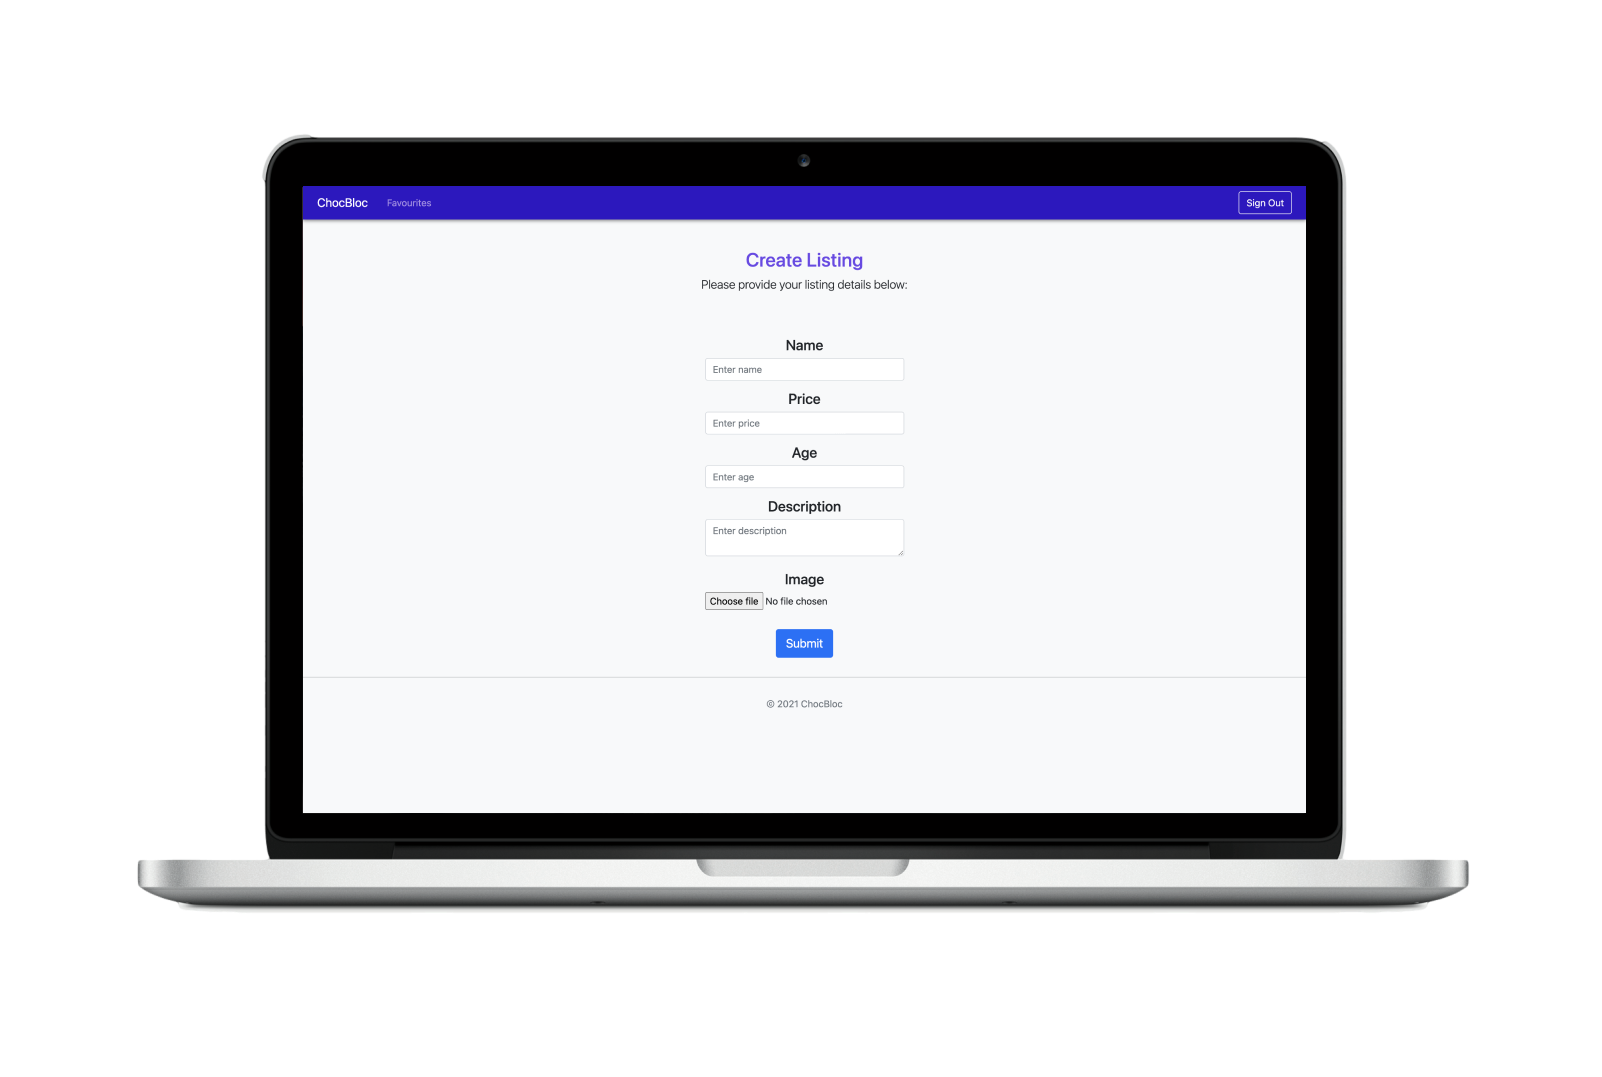 ChocBloc Favourites Sign Out
Create Listing
Please provide your listing details below:
Name
Enter name
Price
Enter price
Age
Enter age
Description
Enter description
Image
Choose file No file chosen
Submit
© 2021 ChocBloc